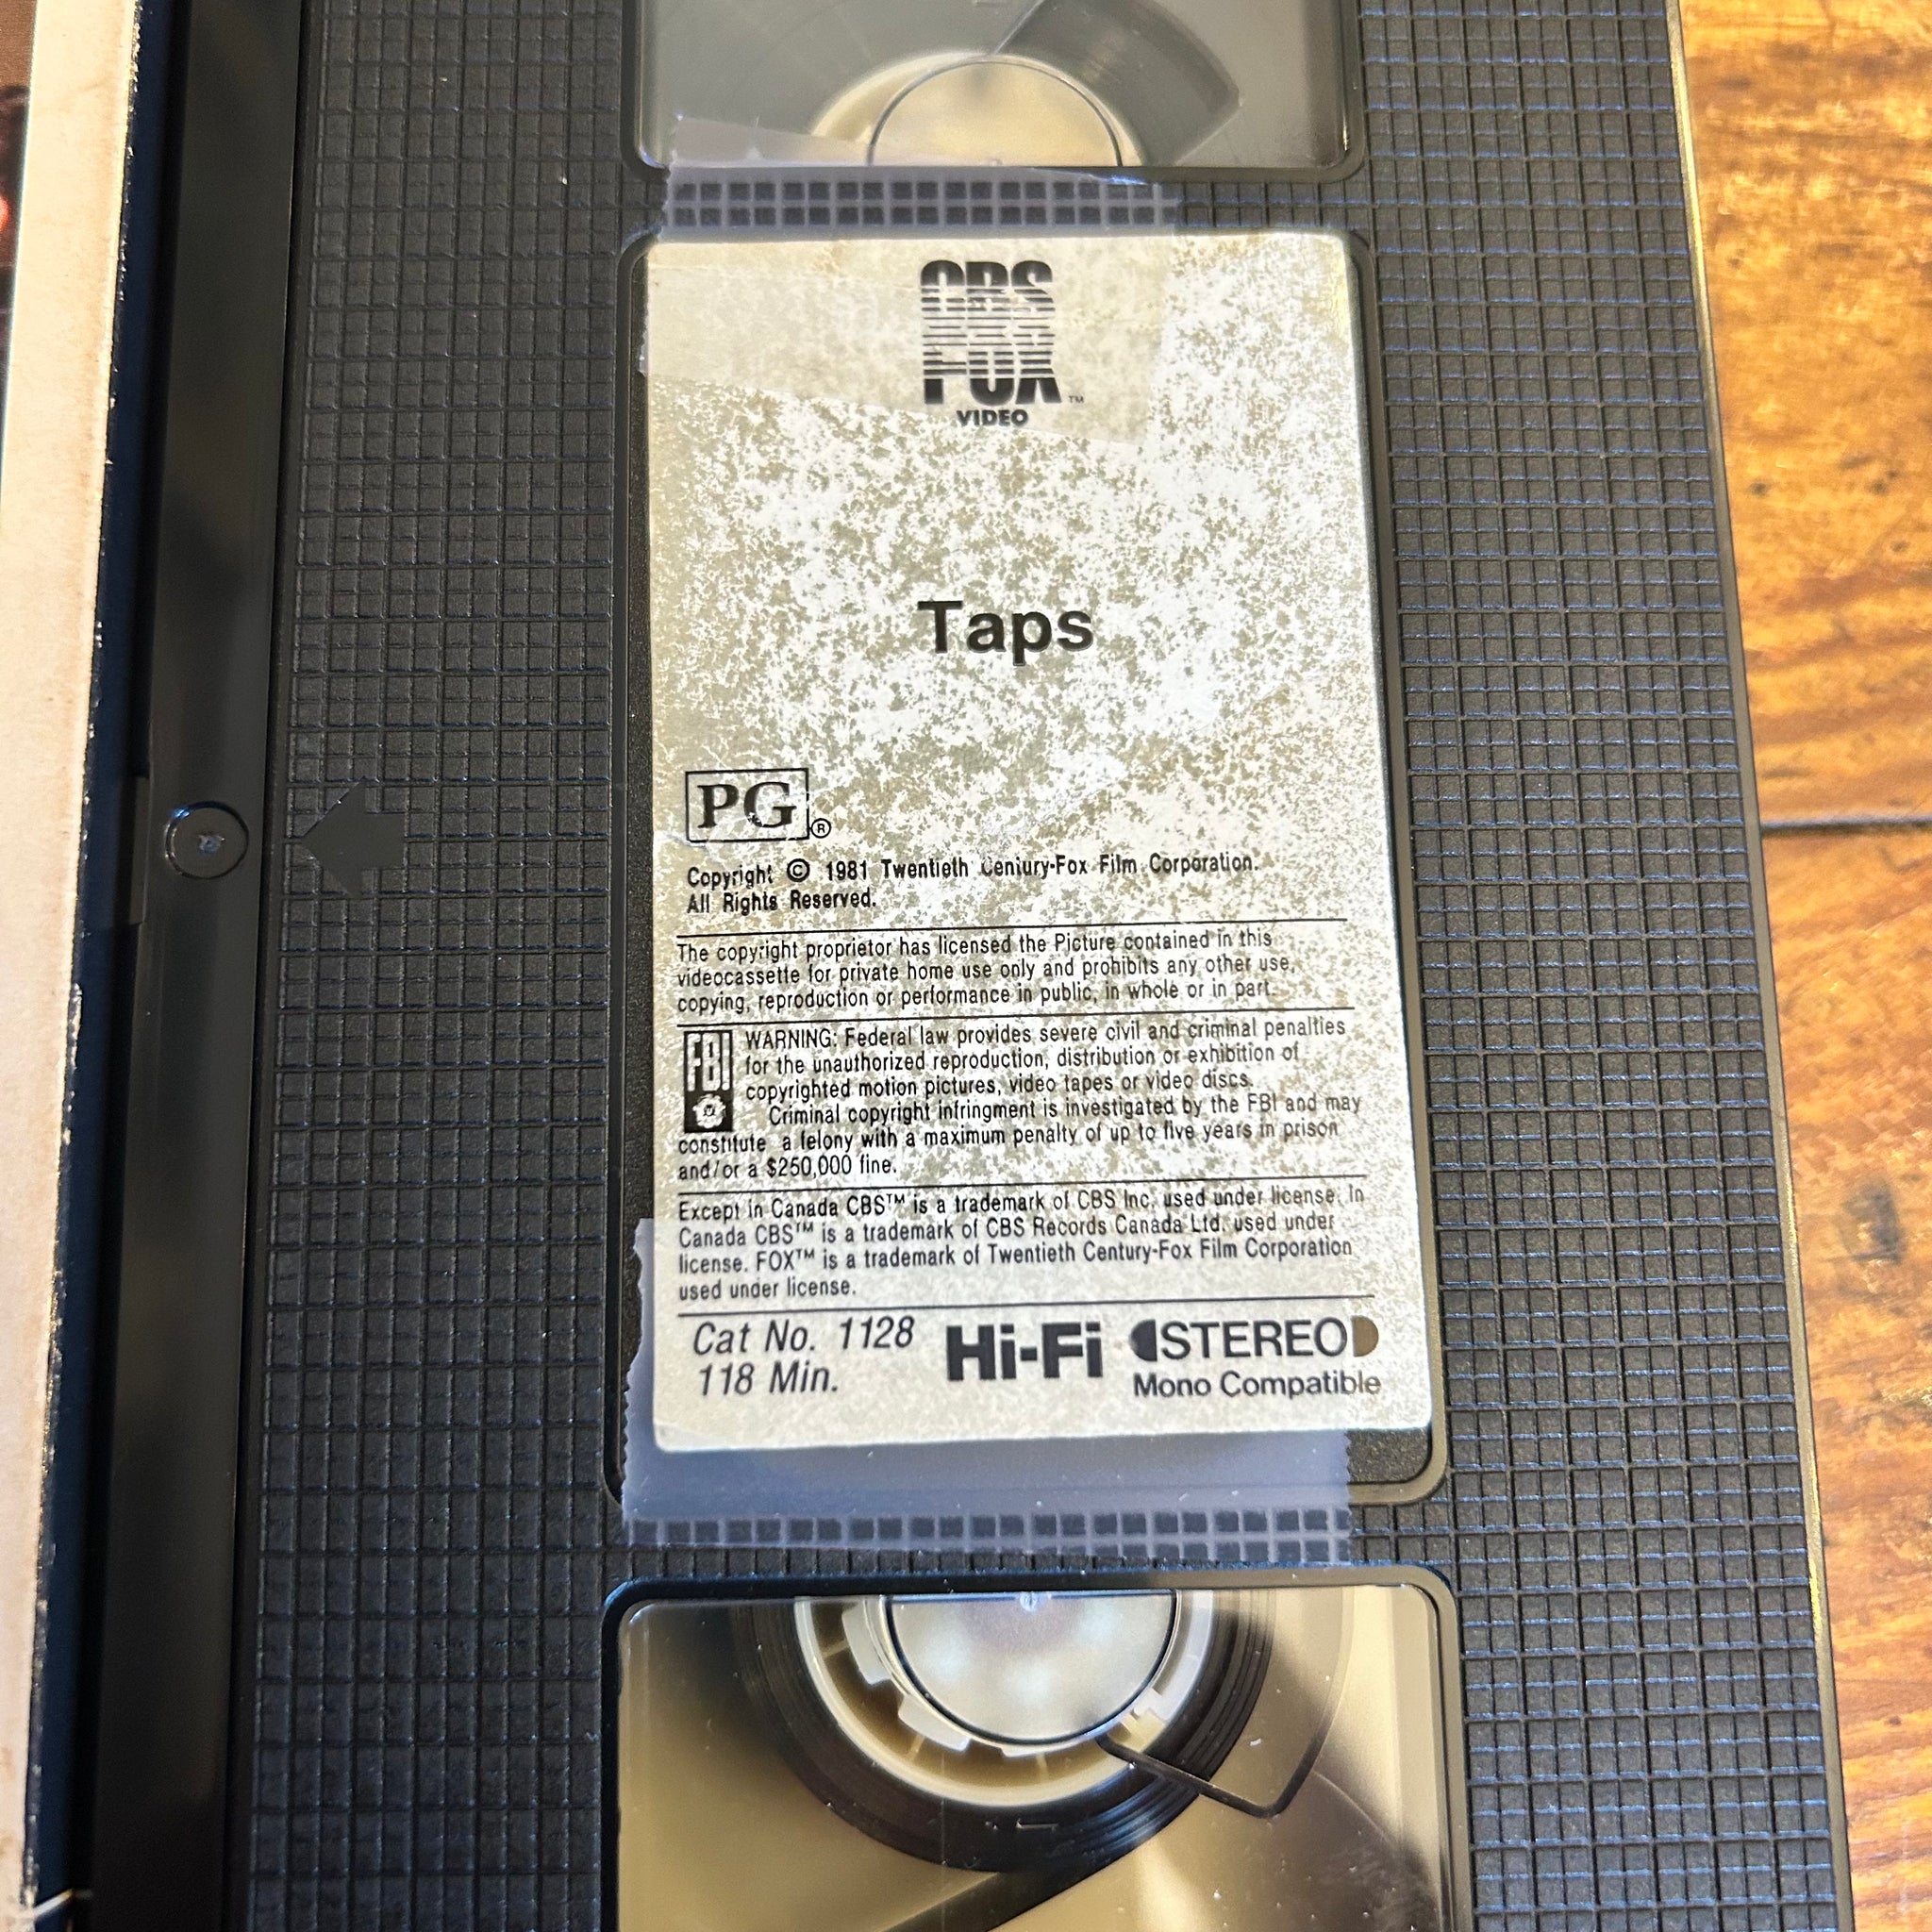 CBS
FOX
™
VIDEO
Taps
PG®
Copyright © 1981 Twentieth Century-Fox Film Corporation.
All Rights Reserved.
The copyright proprietor has licensed the Picture contained in this
videocassette for private home use only and prohibits any other use,
copying, reproduction or performance in public, in whole or in part.
FBI
WARNING: Federal law provides severe civil and criminal penalties
for the unauthorized reproduction, distribution or exhibition of
copyrighted motion pictures, video tapes or video discs.
Criminal copyright infringment is investigated by the FBI and may
constitute a felony with a maximum penalty of up to five years in prison
and/or a $250,000 fine.
Except in Canada CBS™ is a trademark of CBS Inc. used under license. In
Canada CBS™ is a trademark of CBS Records Canada Ltd. used under
license. FOX™ is a trademark of Twentieth Century-Fox Film Corporation
used under license.
Cat No. 1128
118 Min.
Hi-Fi
STEREO
Mono Compatible